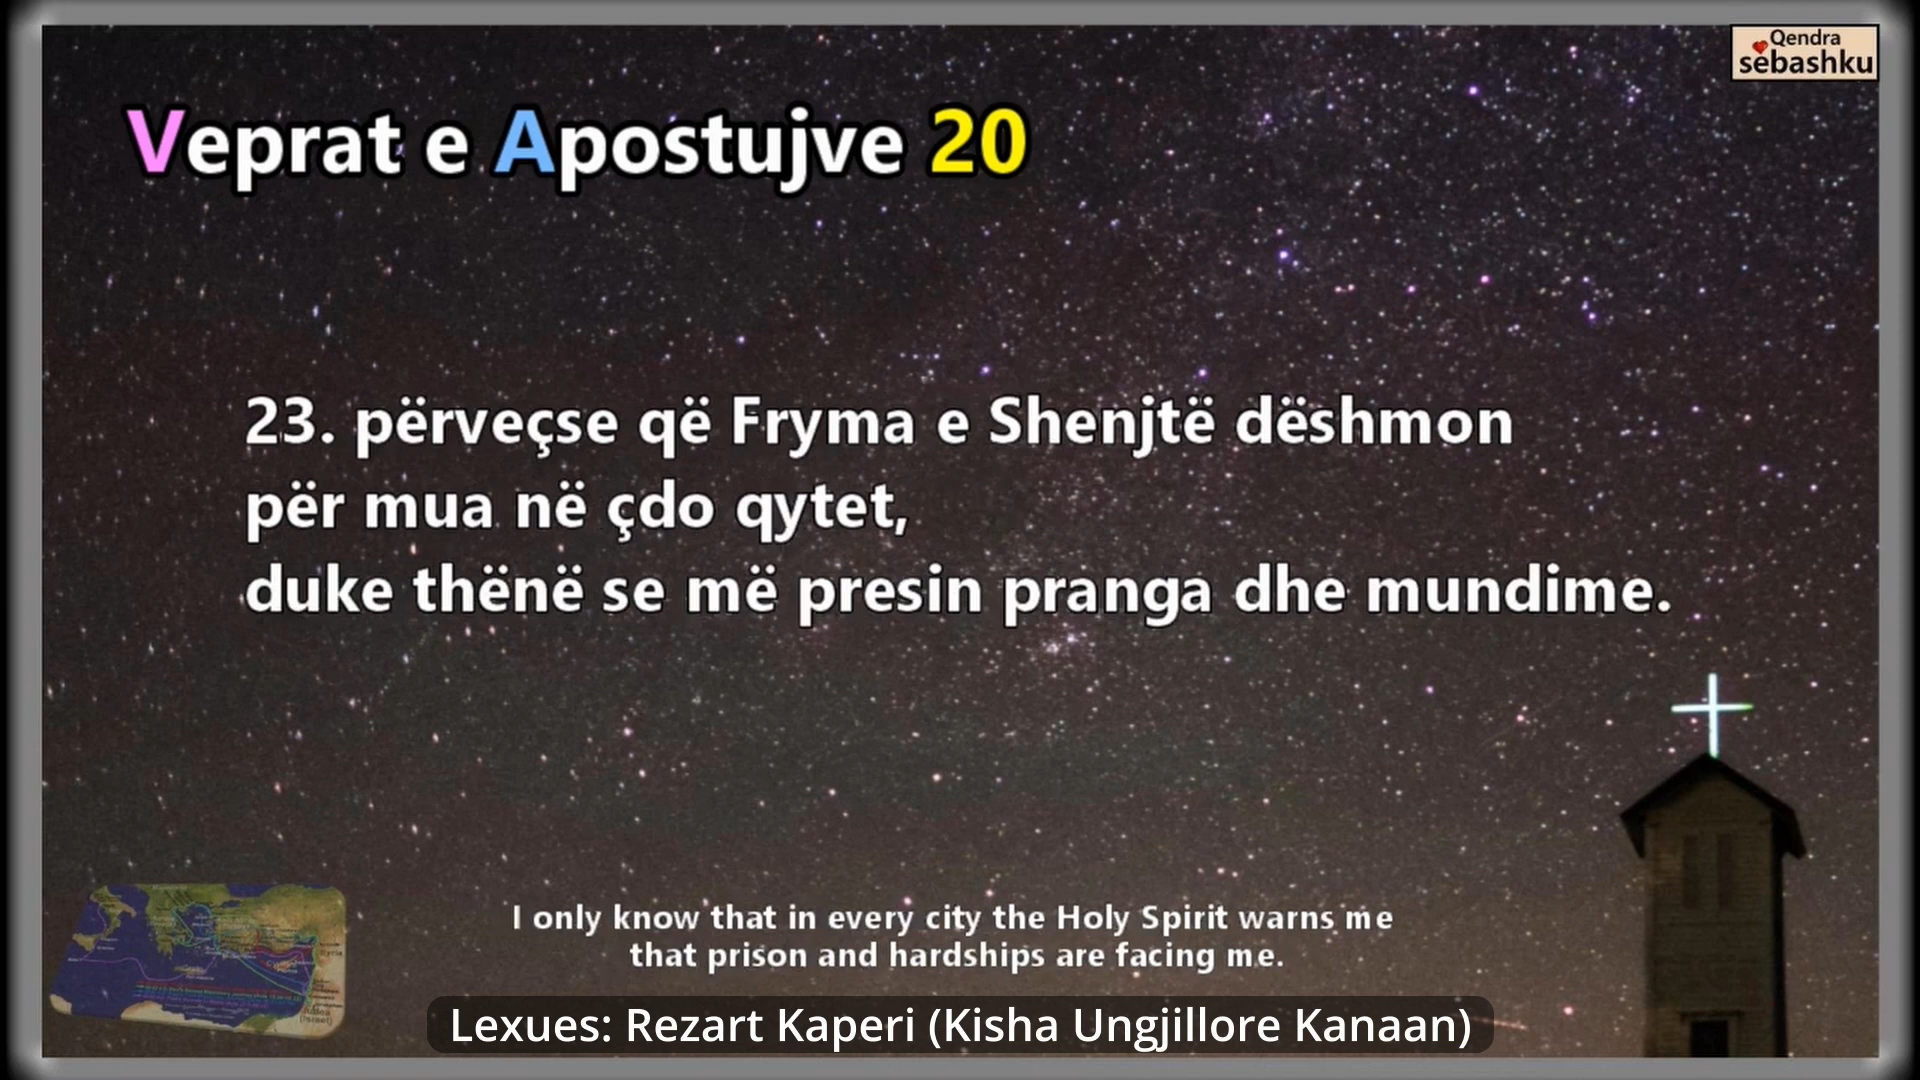 Qendra
sebashku
Veprat e Apostujve 20
23. përveçse që Fryma e Shenjtë dëshmon
për mua në çdo qytet,
duke thënë se më presin pranga dhe mundime.
I only know that in every city the Holy Spirit warns me
that prison and hardships are facing me.
Lexues: Rezart Kaperi (Kisha Ungjillore Kanaan)